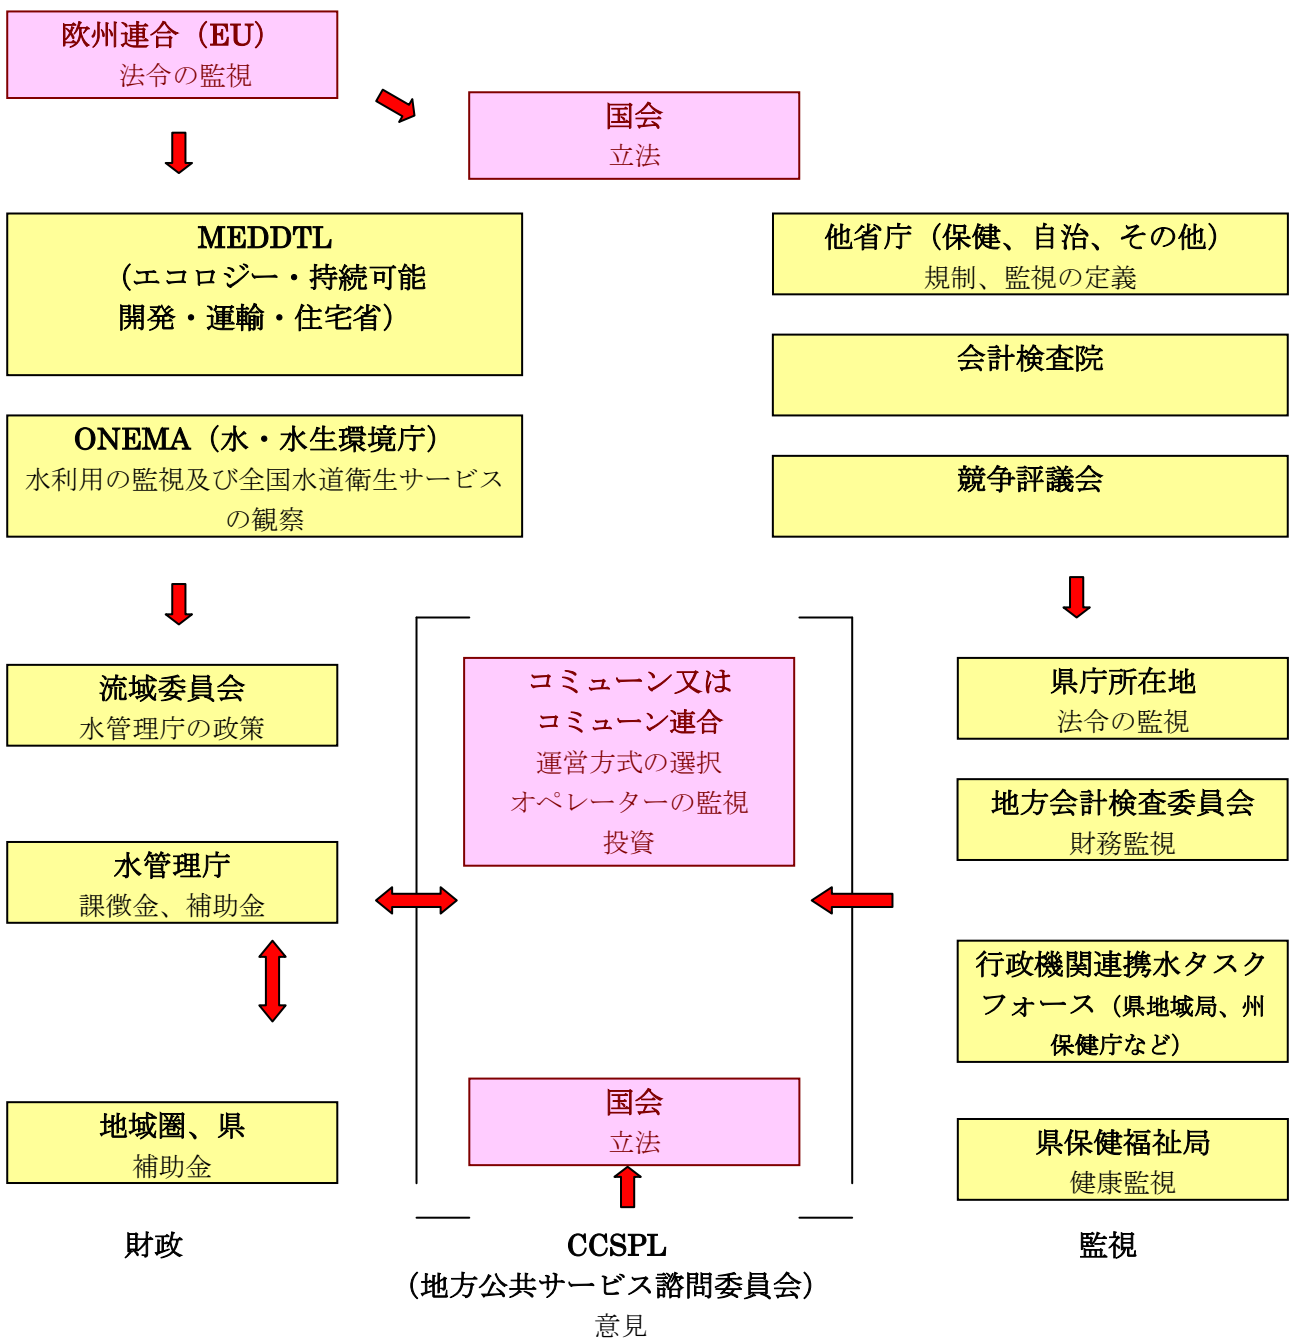 欧州連合（EU）
法令の監視
国会
立法
MEDDTL
（エコロジー・持続可能
開発・運輸・住宅省）
他省庁（保健、自治、その他）
規制、監視の定義
会計検査院
ONEMA（水・水生環境庁）
水利用の監視及び全国水道衛生サービス
の観察
競争評議会
流域委員会
水管理庁の政策
コミューン又は
コミューン連合
運営方式の選択
オペレーターの監視
投資
県庁所在地
法令の監視
地方会計検査委員会
財務監視
水管理庁
課徴金、補助金
行政機関連携水タスク
フォース（県地域局、州
保健庁など）
地域圏、県
補助金
国会
立法
県保健福祉局
健康監視
財政
CCSPL
（地方公共サービス諮問委員会）
意見
監視